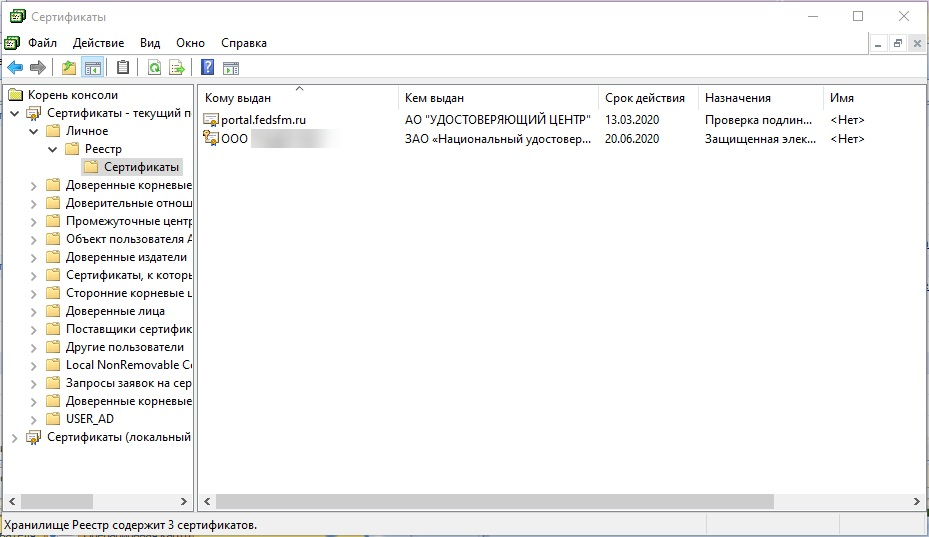 Сертификаты
Файл Действие Вид Окно Справка
Корень консоли
Сертификаты - текущий п
Личное
Реестр
Сертификаты
Доверенные корневые
Доверительные отнош
Промежуточные центр
Объект пользователя A
Доверенные издатели
Сертификаты, к которы
Сторонние корневые ц
Доверенные лица
Поставщики сертифик
Другие пользователи
Local NonRemovable Ce
Запросы заявок на сер
Доверенные корневые
USER_AD
Сертификаты (локальный
Кому выдан Кем выдан Срок действия Назначения Имя
portal.fedsfm.ru АО "УДОСТОВЕРЯЮЩИЙ ЦЕНТР" 13.03.2020 Проверка подлин... <Нет>
ООО ЗАО «Национальный удостовер... 20.06.2020 Защищенная элек... <Нет>
Хранилище Реестр содержит 3 сертификатов.